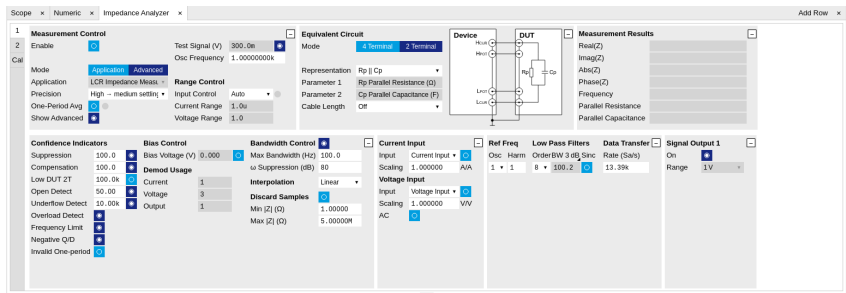 Scope × Numeric × Impedance Analyzer × Add Row ×
1
2
Cal
Measurement Control
Enable
Test Signal (V) 300.0m
Osc Frequency 1.00000000k
Mode Application Advanced
Application LCR Impedance Measu
Range Control
Precision High → medium settling
Input Control Auto
One-Period Avg
Current Range 1.0u
Show Advanced
Voltage Range 1.0
Equivalent Circuit
Mode 4 Terminal 2 Terminal
Representation Rp || Cp
Parameter 1 Rp Parallel Resistance (Ω)
Parameter 2 Cp Parallel Capacitance (F)
Cable Length Off
Device DUT
HCUR
HPOT
Rp Cp
LPOT
LCUR
Measurement Results
Real(Z)
Imag(Z)
Abs(Z)
Phase(Z)
Frequency
Parallel Resistance
Parallel Capacitance
Confidence Indicators
Suppression 100.0
Compensation 100.0
Low DUT 2T 100.0k
Open Detect 50.00
Underflow Detect 10.00k
Overload Detect
Frequency Limit
Negative Q/D
Invalid One-period
Bias Control
Bias Voltage (V) 0.000
Demod Usage
Current 1
Voltage 3
Output 1
Bandwidth Control
Max Bandwidth (Hz) 100.0
ω Suppression (dB) 80
Interpolation Linear
Discard Samples
Min |Z| (Ω) 1.00000
Max |Z| (Ω) 5.00000M
Current Input
Input Current Input
Scaling 1.000000 A/A
Voltage Input
Input Voltage Input
Scaling 1.000000 V/V
AC
Ref Freq Low Pass Filters Data Transfer
Osc Harm Order BW 3 dB Sinc Rate (Sa/s)
1 1 8 100.2 13.39k
Signal Output 1
On
Range 1 V